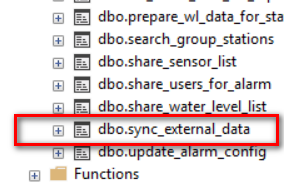 dbo.prepare_wl_data_for_sta
dbo.search_group_stations
dbo.share_sensor_list
dbo.share_users_for_alarm
dbo.share_water_level_list
dbo.sync_external_data
dbo.update_alarm_config
Functions